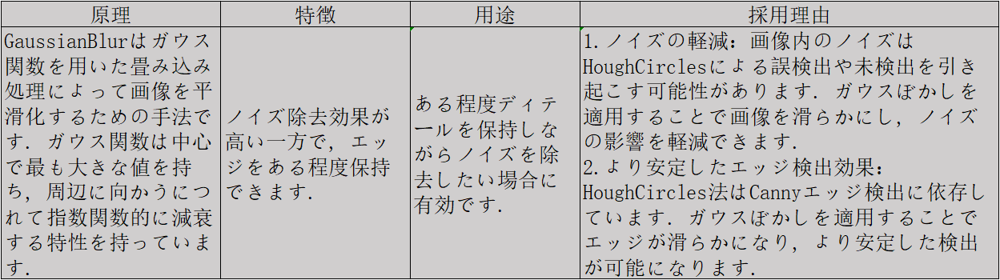 原理
特徴
用途
採用理由
GaussianBlurはガウス
関数を用いた畳み込み
処理によって画像を平
滑化するための手法で
す．ガウス関数は中心
で最も大きな値を持
ち，周辺に向かうにつ
れて指数関数的に減衰
する特性を持っていま
す．
ノイズ除去効果が
高い一方で，エッ
ジをある程度保持
できます．
ある程度ディテ
ールを保持しな
がらノイズを除
去したい場合に
有効です．
1.ノイズの軽減：画像内のノイズは
HoughCirclesによる誤検出や未検出を引き
起こす可能性があります．ガウスぼかしを
適用することで画像を滑らかにし，ノイズ
の影響を軽減できます．
2.より安定したエッジ検出効果：
HoughCircles法はCannyエッジ検出に依存し
ています．ガウスぼかしを適用することで
エッジが滑らかになり，より安定した検出
が可能になります．